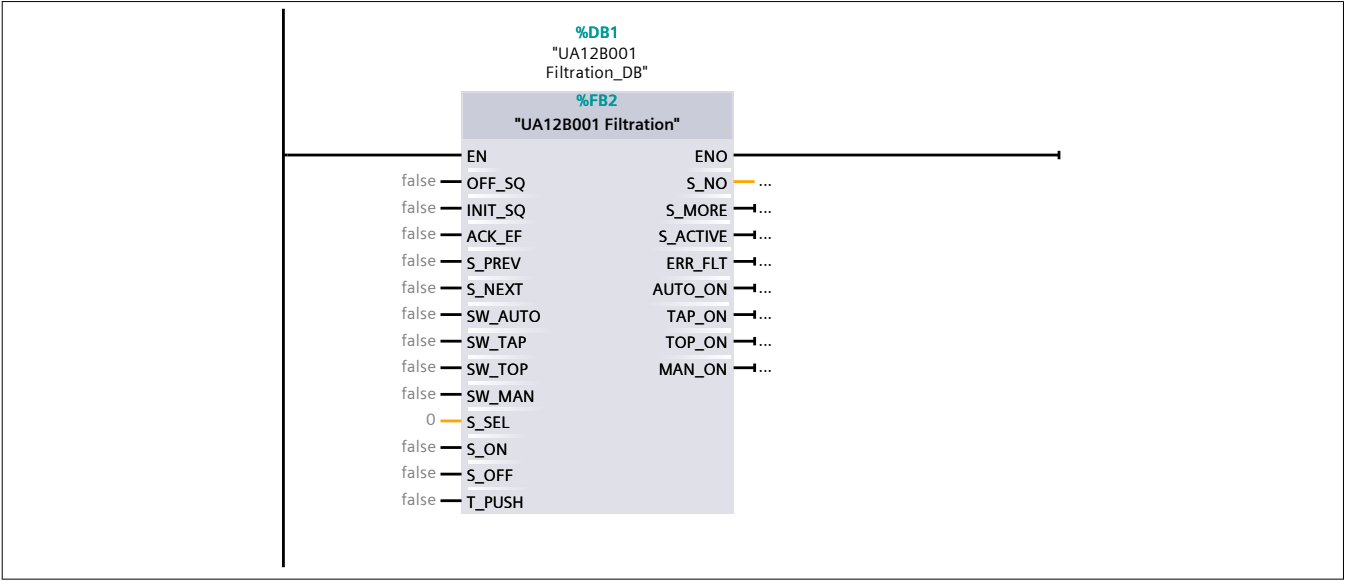 %DB1
"UA12B001
Filtration_DB"
%FB2
"UA12B001 Filtration"
EN ENO
false OFF_SQ S_NO ...
false INIT_SQ S_MORE ...
false ACK_EF S_ACTIVE ...
false S_PREV ERR_FLT ...
false S_NEXT AUTO_ON ...
false SW_AUTO TAP_ON ...
false SW_TAP TOP_ON ...
false SW_TOP MAN_ON ...
false SW_MAN
0 S_SEL
false S_ON
false S_OFF
false T_PUSH